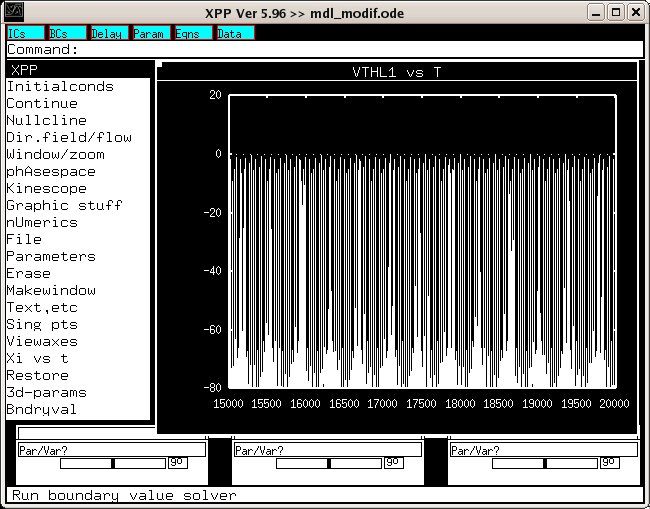 XPP Ver 5.96 >> mdl_modif.ode
ICs BCs Delay Param Eqns Data
Command:
XPP
Initialconds
Continue
Nullcline
Dir.field/flow
Window/zoom
phAsespace
Kinescope
Graphic stuff
nUmerics
File
Parameters
Erase
Makewindow
Text,etc
Sing pts
Viewaxes
Xi vs t
Restore
3d-params
Bndryval
VTHL1 vs T
20
0
-20
-40
-60
-80
15000 15500 16000 16500 17000 17500 18000 18500 19000 19500 20000
Par/Var? Par/Var? Par/Var?
Run boundary value solver